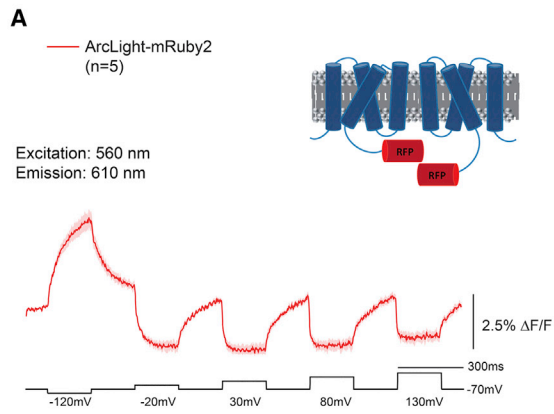 A
ArcLight-mRuby2
(n=5)
Excitation: 560 nm
Emission: 610 nm
RFP
RFP
2.5% ΔF/F
300ms
-70mV
-120mV
-20mV
30mV
80mV
130mV